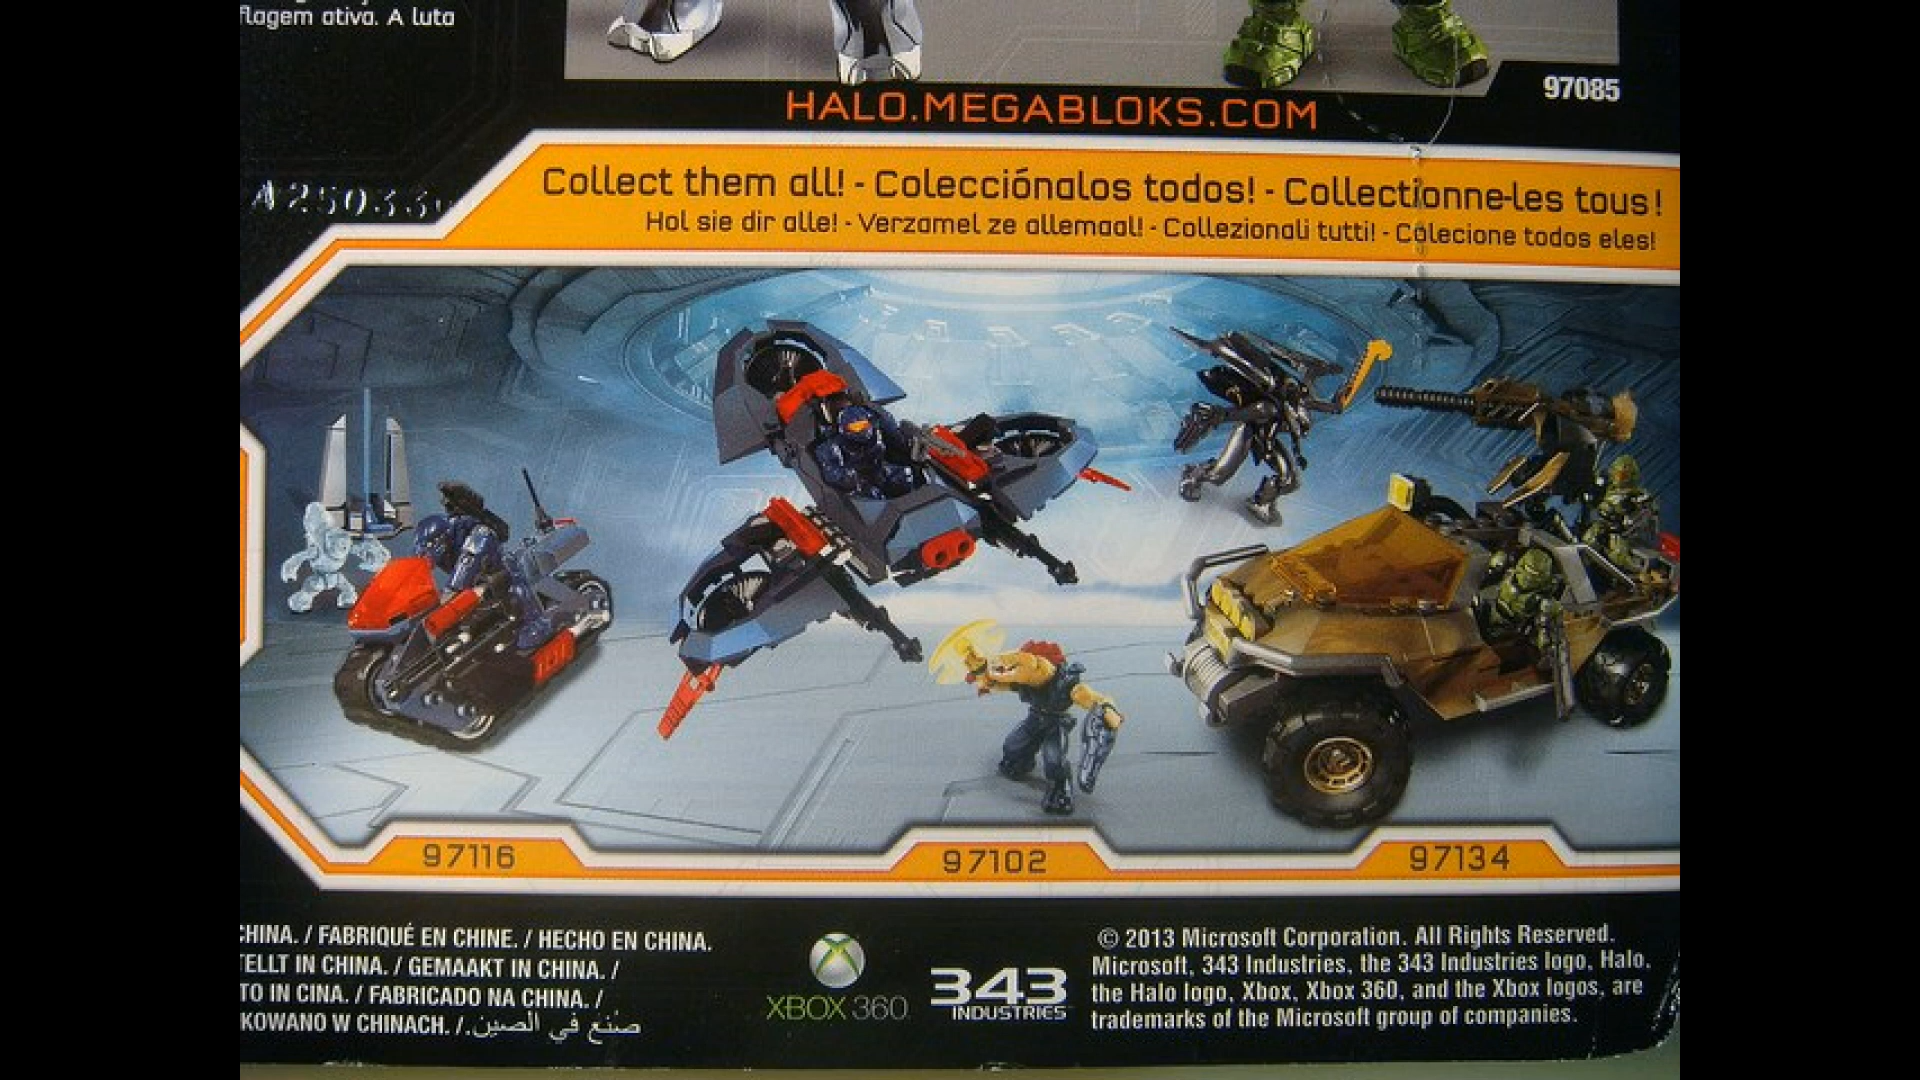 flagem ativa. A luta
97085
HALO.MEGABLOKS.COM
Collect them all! - Colecciónalos todos! - Collectionne-les tous!
Hol sie dir alle! - Verzamel ze allemaal! - Collezionali tutti! - Colecione todos eles!
97116
97102
97134
CHINA. / FABRIQUÉ EN CHINE. / HECHO EN CHINA.
TELLT IN CHINA. / GEMAAKT IN CHINA. /
TO IN CINA. / FABRICADO NA CHINA. /
KOWANO W CHINACH. /. صنع في الصين
XBOX 360.
343
INDUSTRIES
© 2013 Microsoft Corporation. All Rights Reserved.
Microsoft, 343 Industries, the 343 Industries logo, Halo,
the Halo logo, Xbox, Xbox 360, and the Xbox logos, are
trademarks of the Microsoft group of companies.